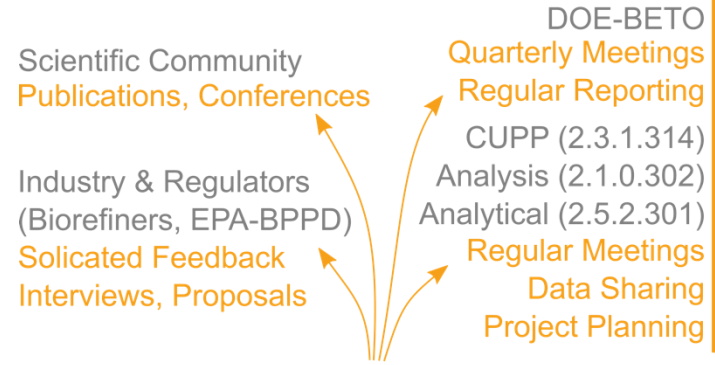 Scientific Community
Publications, Conferences
Industry & Regulators
(Biorefiners, EPA-BPPD)
Solicated Feedback
Interviews, Proposals
DOE-BETO
Quarterly Meetings
Regular Reporting
CUPP (2.3.1.314)
Analysis (2.1.0.302)
Analytical (2.5.2.301)
Regular Meetings
Data Sharing
Project Planning